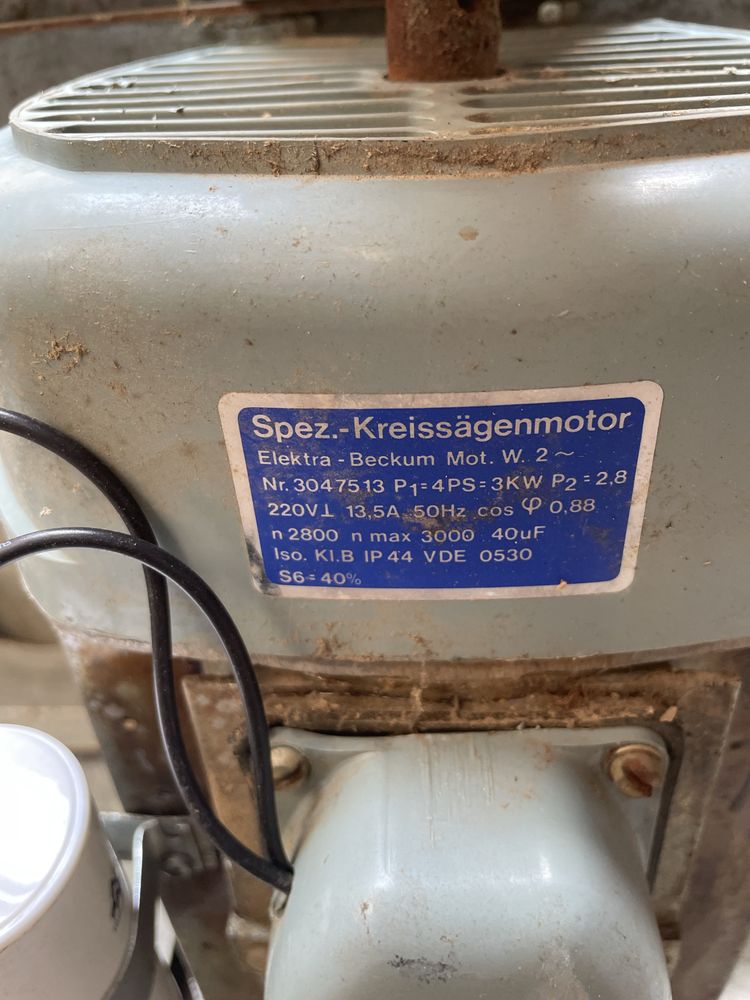 Spez.-Kreissägenmotor
Elektra-Beckum Mot. W. 2~
Nr. 3047513 P1=4PS=3KW P2=2,8
220V⊥ 13,5A 50Hz cos φ 0,88
n 2800 n max 3000 40uF
Iso. Kl.B IP 44 VDE 0530
S6=40%